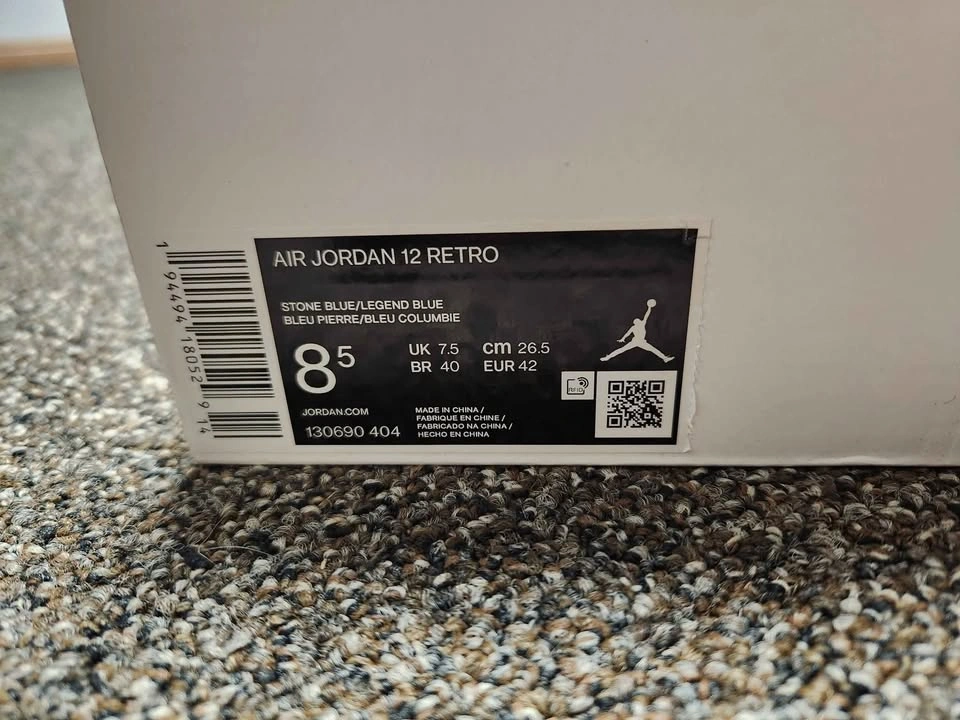 AIR JORDAN 12 RETRO
STONE BLUE/LEGEND BLUE
BLEU PIERRE/BLEU COLUMBIE
8 5
UK 7.5 cm 26.5
BR 40 EUR 42
RFID
JORDAN.COM
130690 404
MADE IN CHINA /
FABRIQUE EN CHINE /
FABRICADO NA CHINA /
HECHO EN CHINA
1 94494 18052 9 14